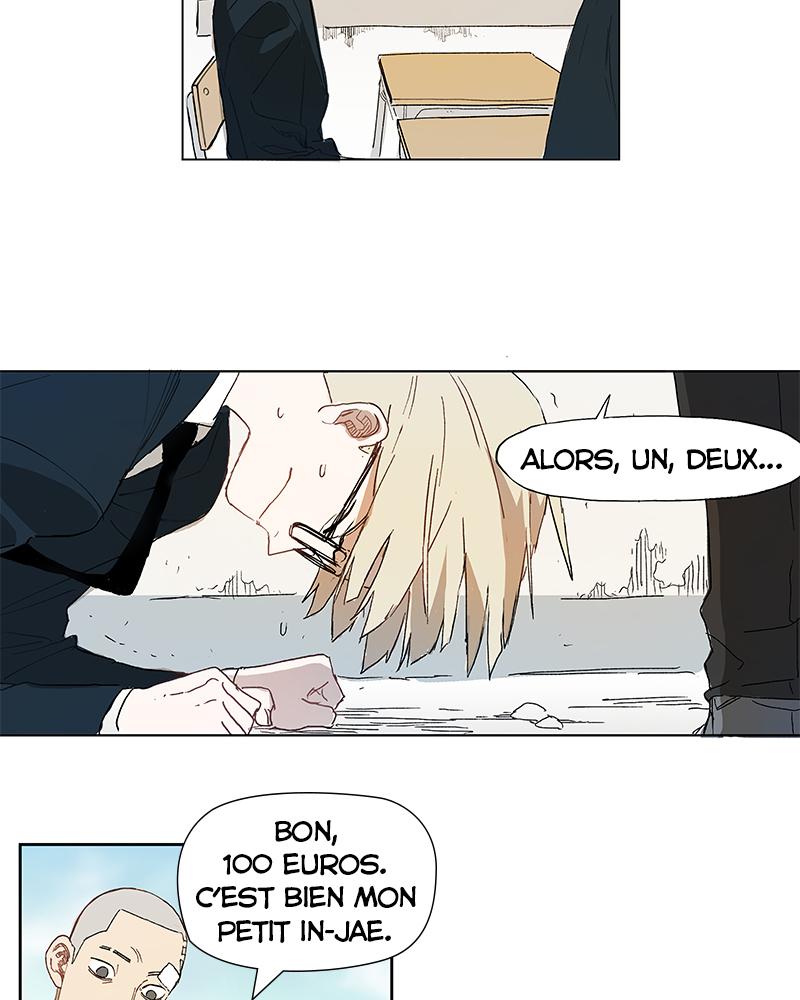 ALORS, UN, DEUX...
BON,
100 EUROS.
C'EST BIEN MON
PETIT IN-JAE.